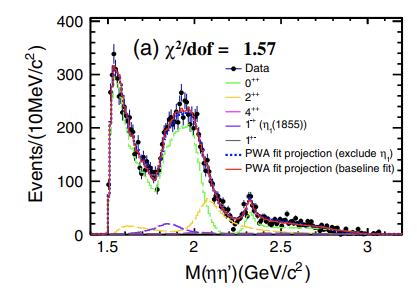 400
300
200
100
0
Events/(10MeV/c²)
(a) χ²/dof = 1.57
Data
0⁺⁺
2⁺⁺
4⁺⁺
1⁻⁺ (η₁(1855))
1⁺⁻
PWA fit projection (exclude η₁)
PWA fit projection (baseline fit)
1.5 2 2.5 3
M(ηη')(GeV/c²)